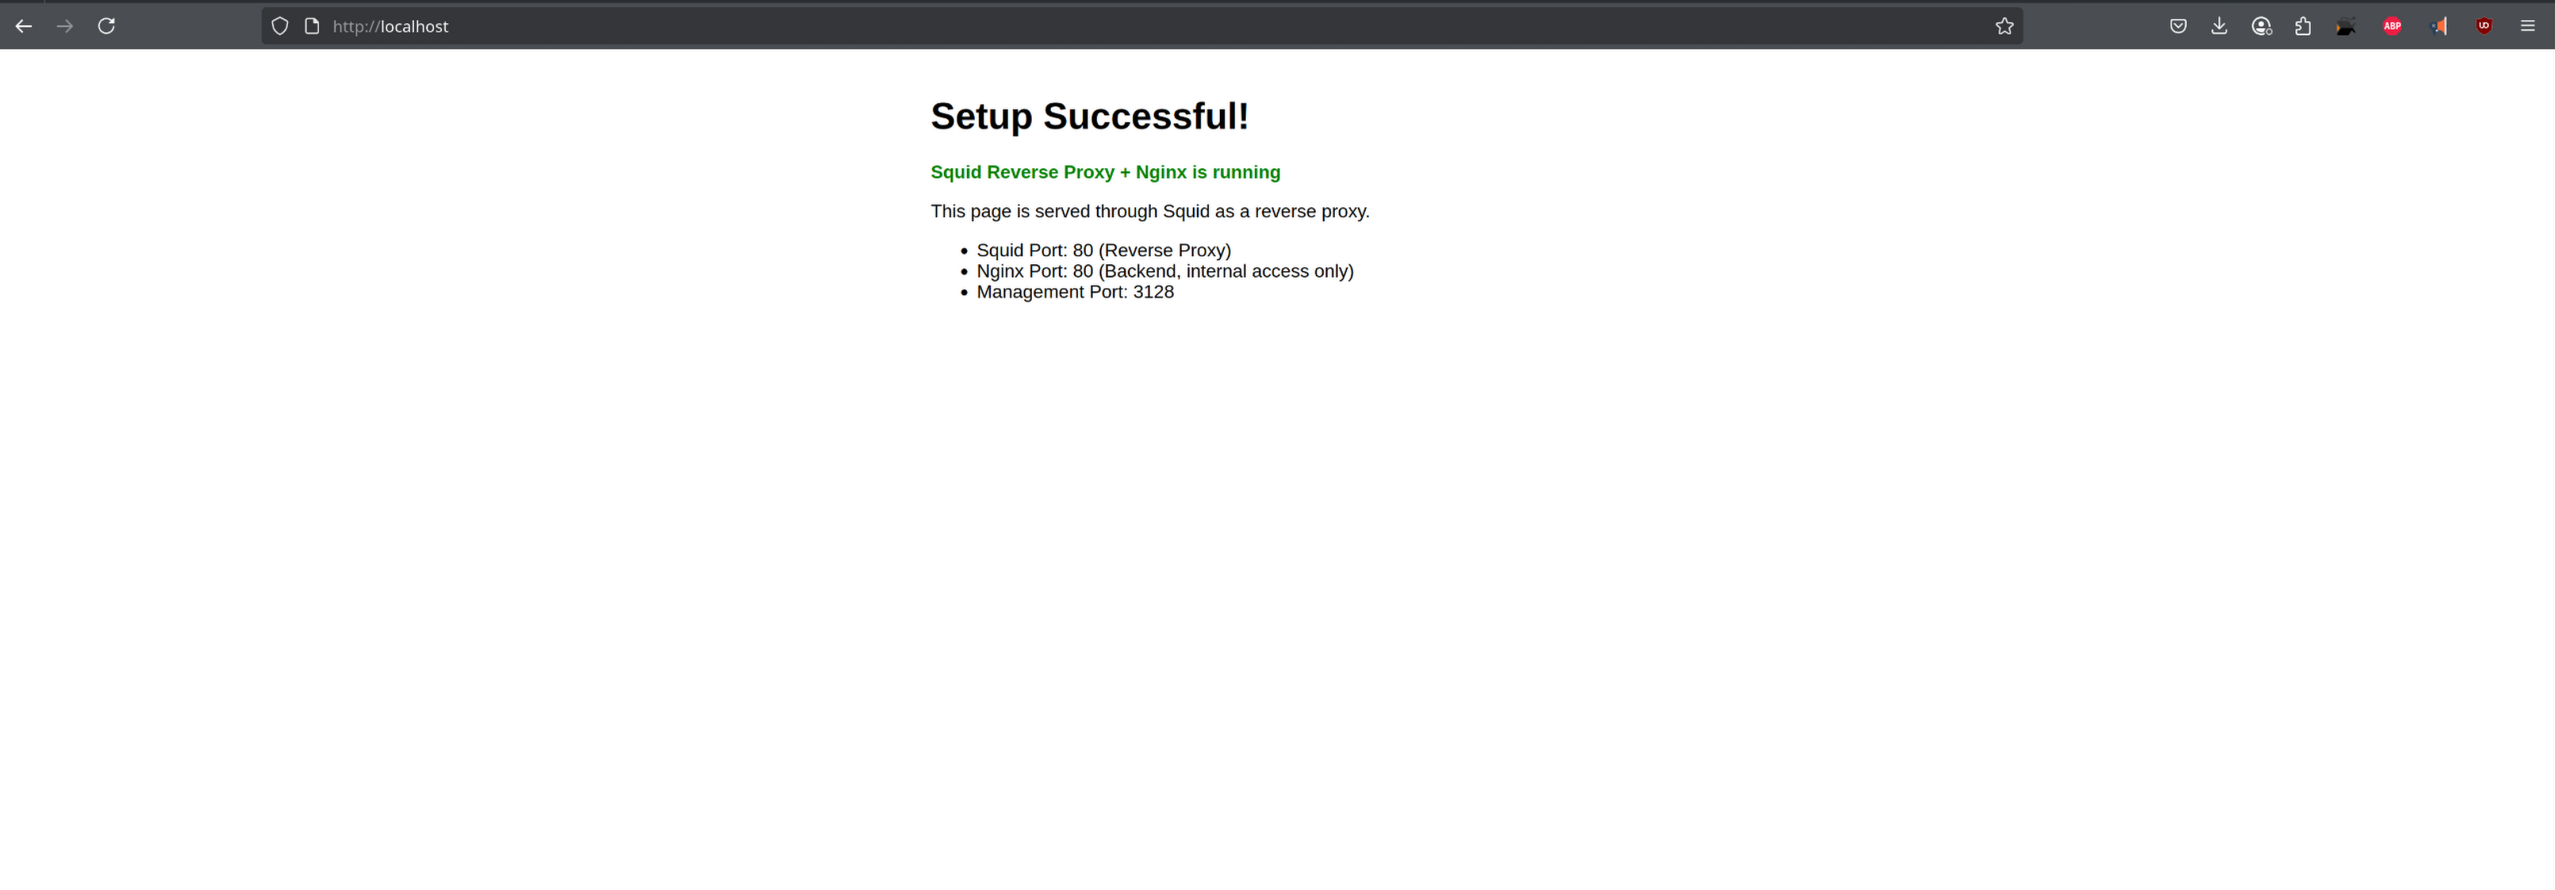 http://localhost
ABP
UD
Setup Successful!
Squid Reverse Proxy + Nginx is running
This page is served through Squid as a reverse proxy.
Squid Port: 80 (Reverse Proxy)
Nginx Port: 80 (Backend, internal access only)
Management Port: 3128